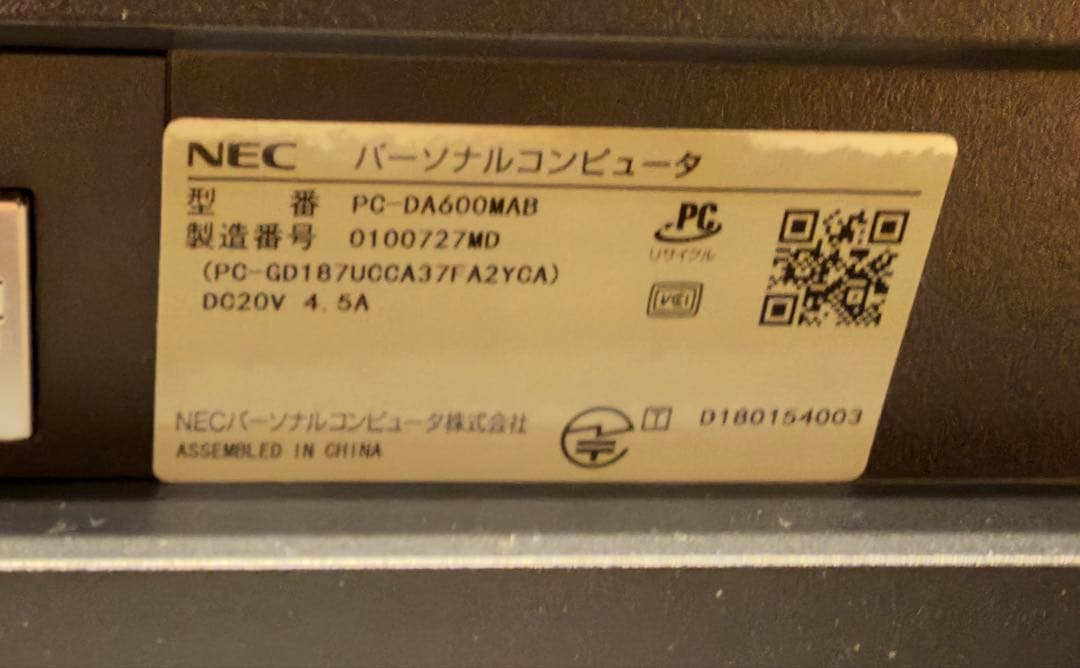 NEC パーソナルコンピュータ
型 番 PC-DA600MAB
製造番号 0100727MD
(PC-GD187UCCA37FA2YCA)
DC20V 4.5A
PC
リサイクル
VCI
NECパーソナルコンピュータ株式会社
T D180154003
ASSEMBLED IN CHINA